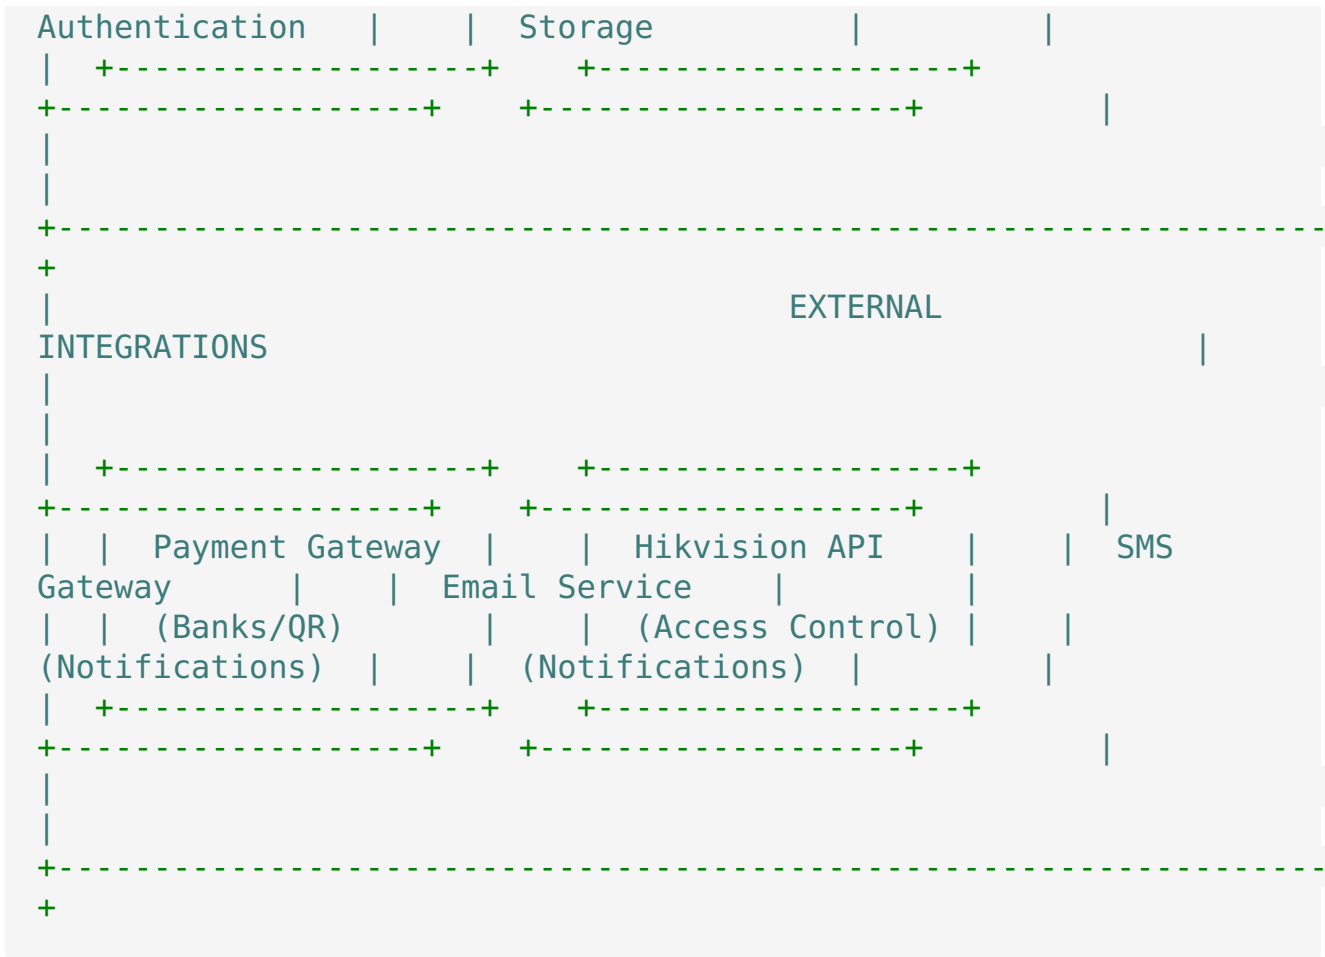 Authentication   |    |  Storage          |         |
|  +-------------------+    +-------------------+
+-------------------+    +-------------------+         |
|
|
+------------------------------------------------------------------
+
|                                      EXTERNAL
INTEGRATIONS                                                |
|
|
|  +-------------------+    +-------------------+
+-------------------+    +-------------------+         |
|  |  Payment Gateway  |    |  Hikvision API    |    |  SMS
Gateway      |    |  Email Service    |         |
|  |  (Banks/QR)       |    |  (Access Control) |    |
(Notifications)  |    |  (Notifications)  |         |
|  +-------------------+    +-------------------+
+-------------------+    +-------------------+         |
|
|
+------------------------------------------------------------------
+